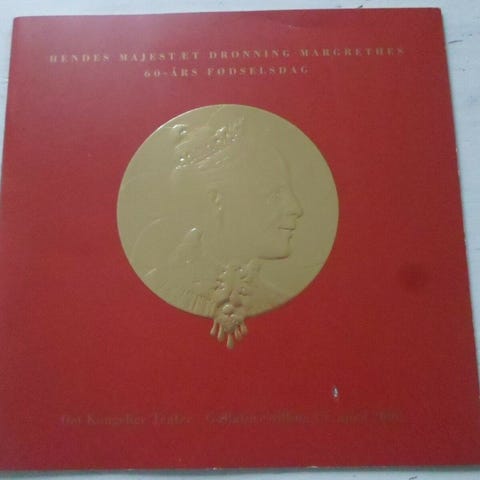 HENDES MAJESTÆT DRONNING MARGRETHES
60-ÅRS FØDSELSDAG
Det Kongelige Teater